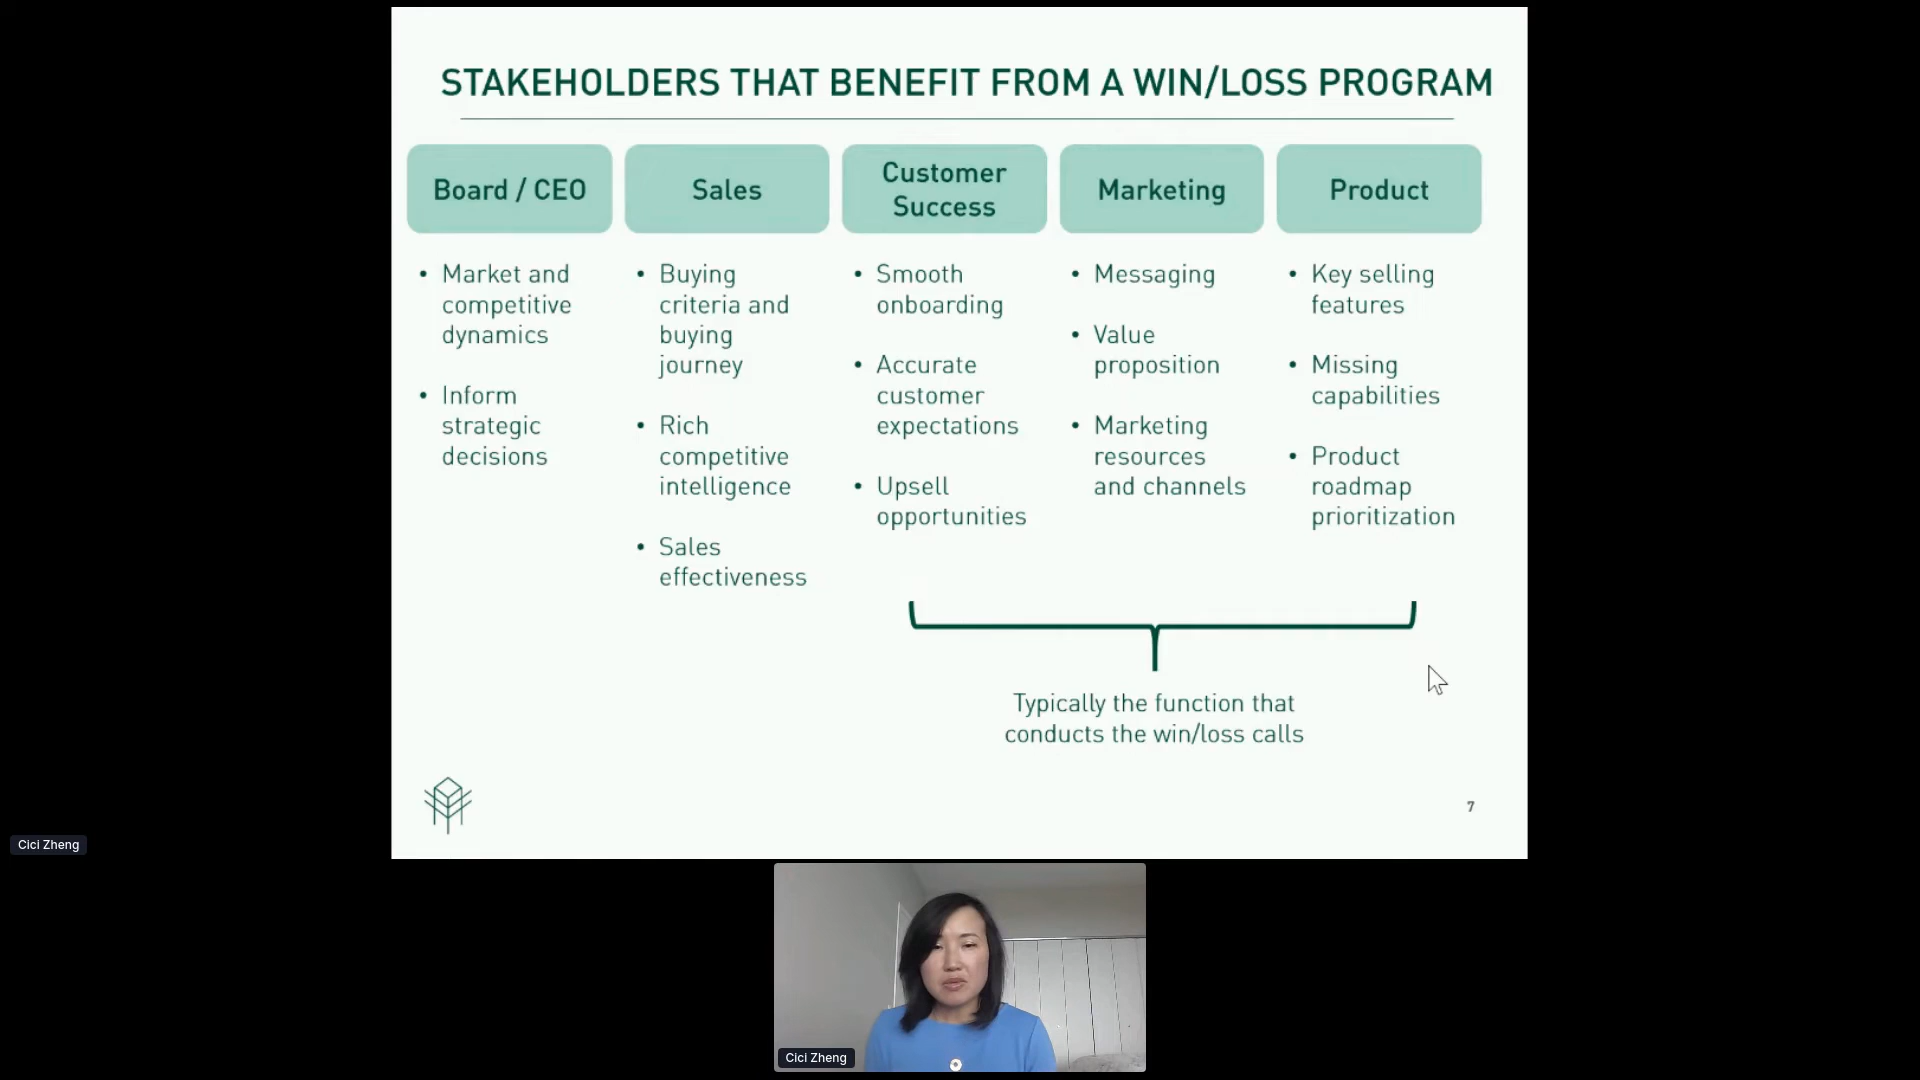 STAKEHOLDERS THAT BENEFIT FROM A WIN/LOSS PROGRAM
Board / CEO
• Market and
competitive
dynamics
• Inform
strategic
decisions
Sales
• Buying
criteria and
buying
journey
• Rich
competitive
intelligence
• Sales
effectiveness
Customer
Success
• Smooth
onboarding
• Accurate
customer
expectations
• Upsell
opportunities
Marketing
• Messaging
• Value
proposition
• Marketing
resources
and channels
Product
• Key selling
features
• Missing
capabilities
• Product
roadmap
prioritization
Typically the function that
conducts the win/loss calls
7
Cici Zheng
Cici Zheng